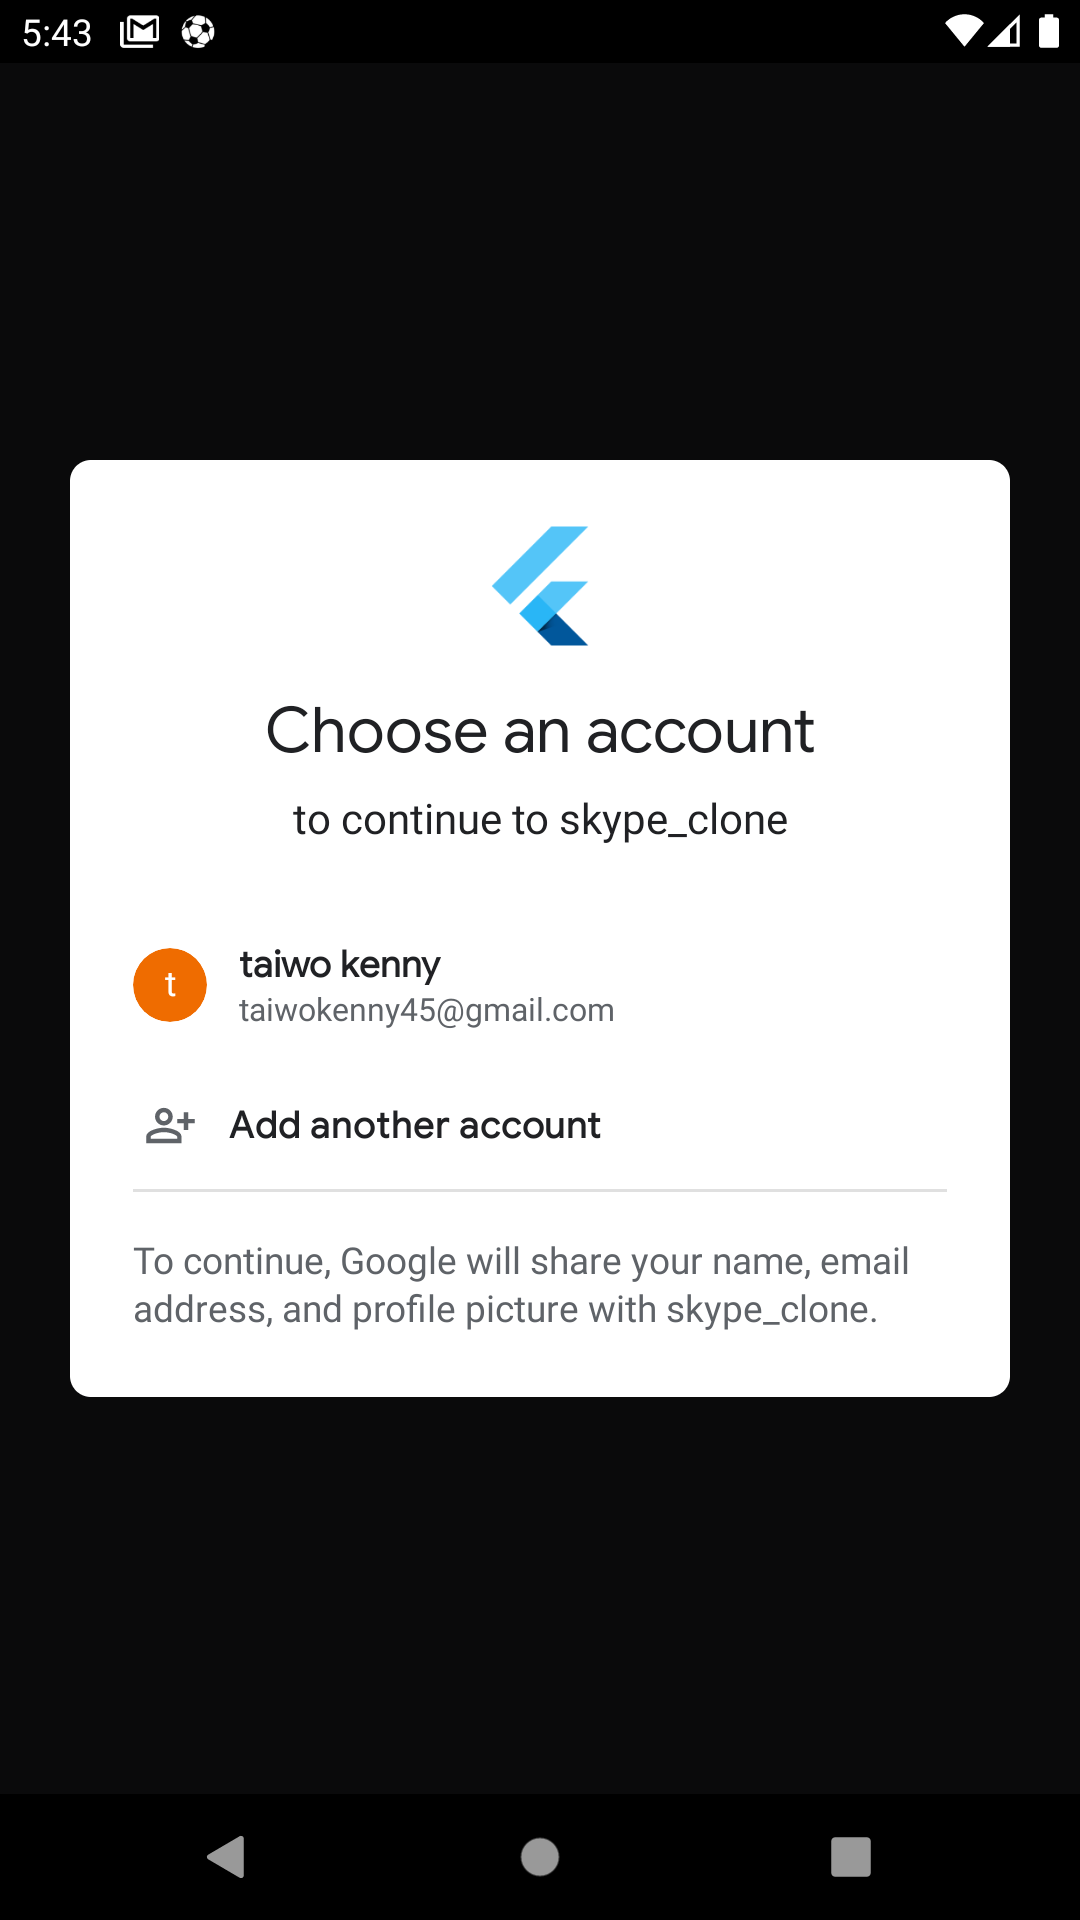 5:43
Choose an account
to continue to skype_clone
t
taiwo kenny
taiwokenny45@gmail.com
Add another account
To continue, Google will share your name, email
address, and profile picture with skype_clone.